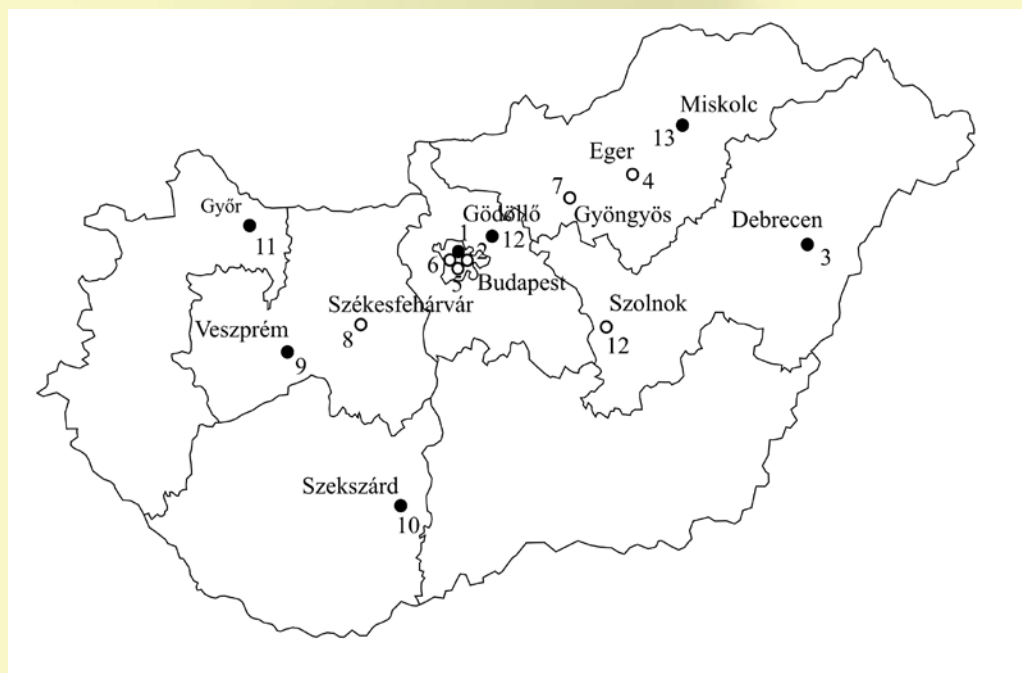 Miskolc
13
Eger
4
7
Gyöngyös
Gödöllő
12
1
2
6
5
Budapest
Debrecen
3
Győr
11
Székesfehérvár
8
Veszprém
9
Szolnok
12
Szekszárd
10